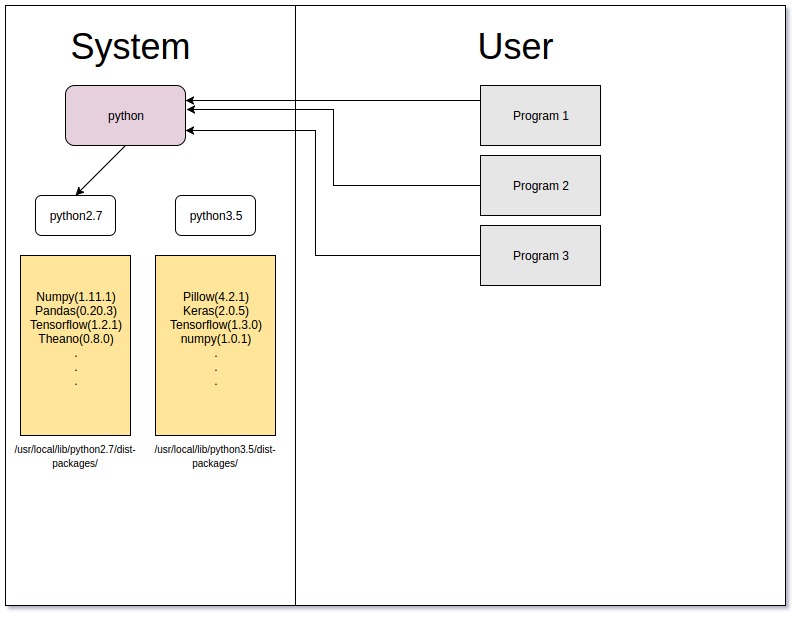 System
User
python
Program 1
Program 2
Program 3
python2.7
python3.5
Numpy(1.11.1)
Pandas(0.20.3)
Tensorflow(1.2.1)
Theano(0.8.0)
.
.
.
Pillow(4.2.1)
Keras(2.0.5)
Tensorflow(1.3.0)
numpy(1.0.1)
.
.
.
/usr/local/lib/python2.7/dist-
packages/
/usr/local/lib/python3.5/dist-
packages/